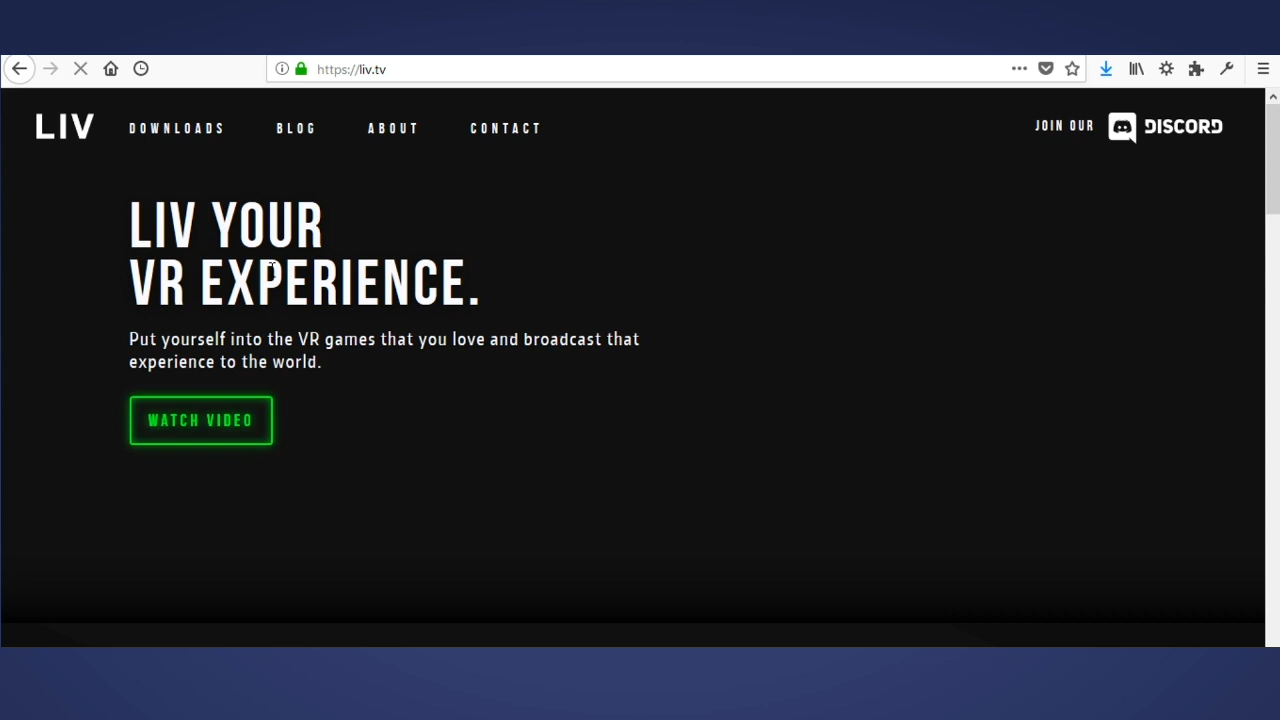 https://liv.tv
LIV
DOWNLOADS
BLOG
ABOUT
CONTACT
JOIN OUR
DISCORD
LIV YOUR
VR EXPERIENCE.
Put yourself into the VR games that you love and broadcast that
experience to the world.
WATCH VIDEO